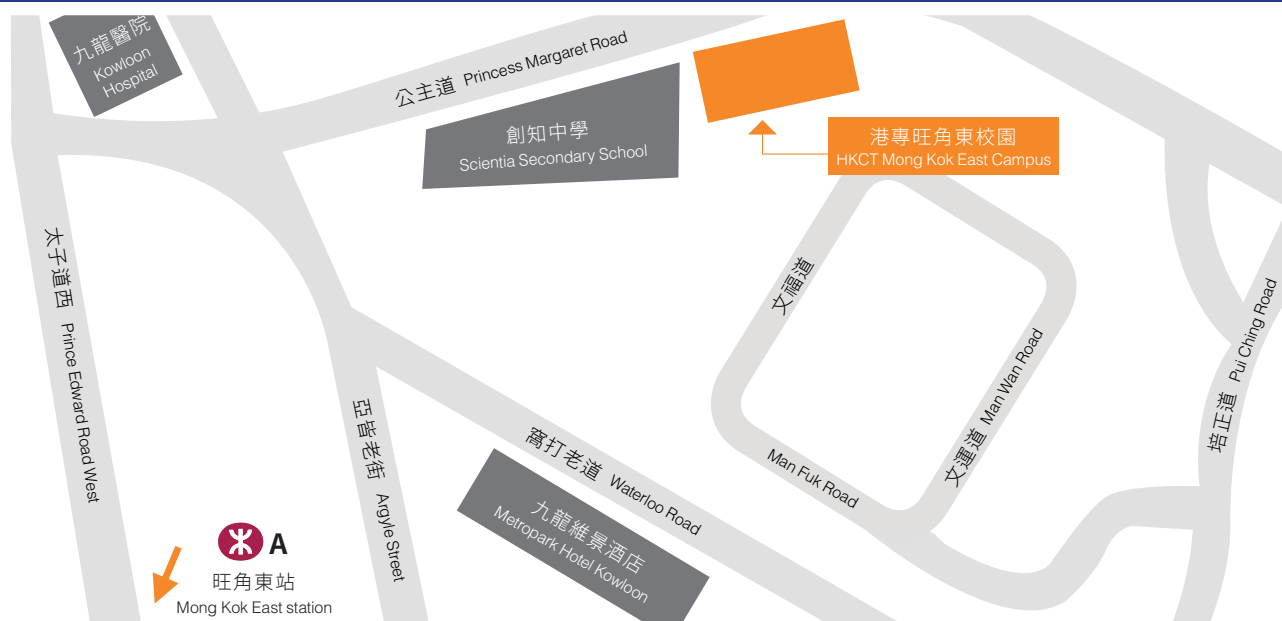 九龍醫院
Kowloon
Hospital
公主道 Princess Margaret Road
創知中學
Scientia Secondary School
港專旺角東校園
HKCT Mong Kok East Campus
太子道西 Prince Edward Road West
文福道
Man Fuk Road
文運道 Man Wan Road
培正道 Pui Ching Road
亞皆老街 Argyle Street
窩打老道 Waterloo Road
九龍維景酒店
Metropark Hotel Kowloon
A
旺角東站
Mong Kok East station